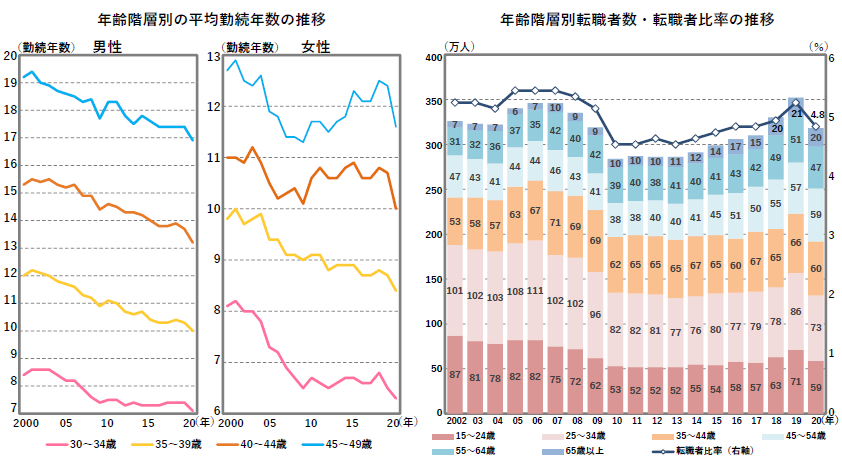 年齢階層別の平均勤続年数の推移
(勤続年数) 男性
20
19
18
17
16
15
14
13
12
11
10
9
8
7
2000 05 10 15 20(年)
(勤続年数) 女性
13
12
11
10
9
8
7
6
2000 05 10 15 20(年)
30～34歳 35～39歳 40～44歳 45～49歳
年齢階層別転職者数・転職者比率の推移
(万人) (%)
400
350
300
250
200
150
100
50
0
6
5
4
3
2
1
0
7 7 7 6 7 10 9 9 10 10 10 11 12 14 17 15 20 21 20
4.8
31 32 36 37 35 42 40 42 39 40 38 41 40 41 43 42 49 51 47
47 43 41 44 44 46 43 41 38 38 40 40 41 45 51 50 55 57 59
53 58 57 63 67 71 69 69 62 65 65 65 67 65 60 67 65 66 60
101 102 103 108 111 102 102 96 82 82 81 77 76 80 77 79 78 86 73
87 81 78 82 82 75 72 62 53 52 52 52 55 54 58 57 63 71 59
2002 03 04 05 06 07 08 09 10 11 12 13 14 15 16 17 18 19 20(年)
15～24歳 25～34歳 35～44歳 45～54歳
55～64歳 65歳以上 転職者比率（右軸）